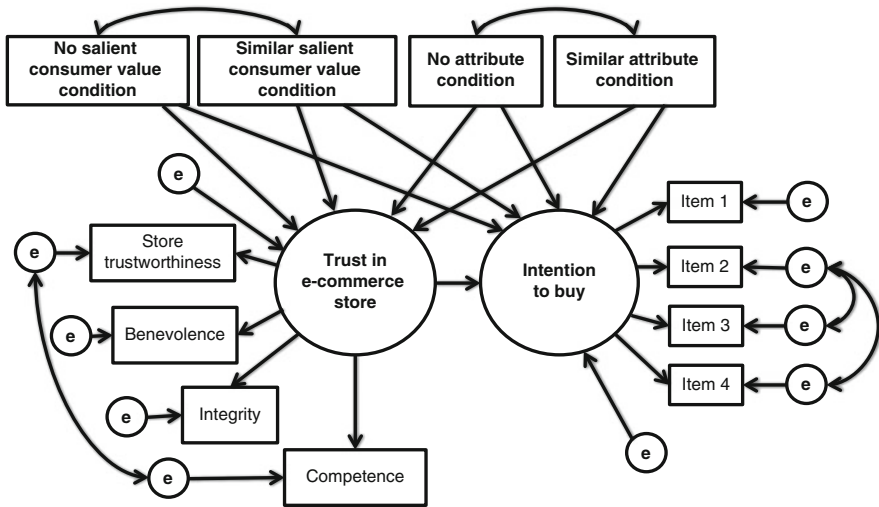 No salient
consumer value
condition
Similar salient
consumer value
condition
No attribute
condition
Similar attribute
condition
e
Item 1
e
e
Store
trustworthiness
Trust in
e-commerce
store
Intention
to buy
Item 2
e
e
Benevolence
Item 3
e
e
Integrity
Item 4
e
e
Competence
e